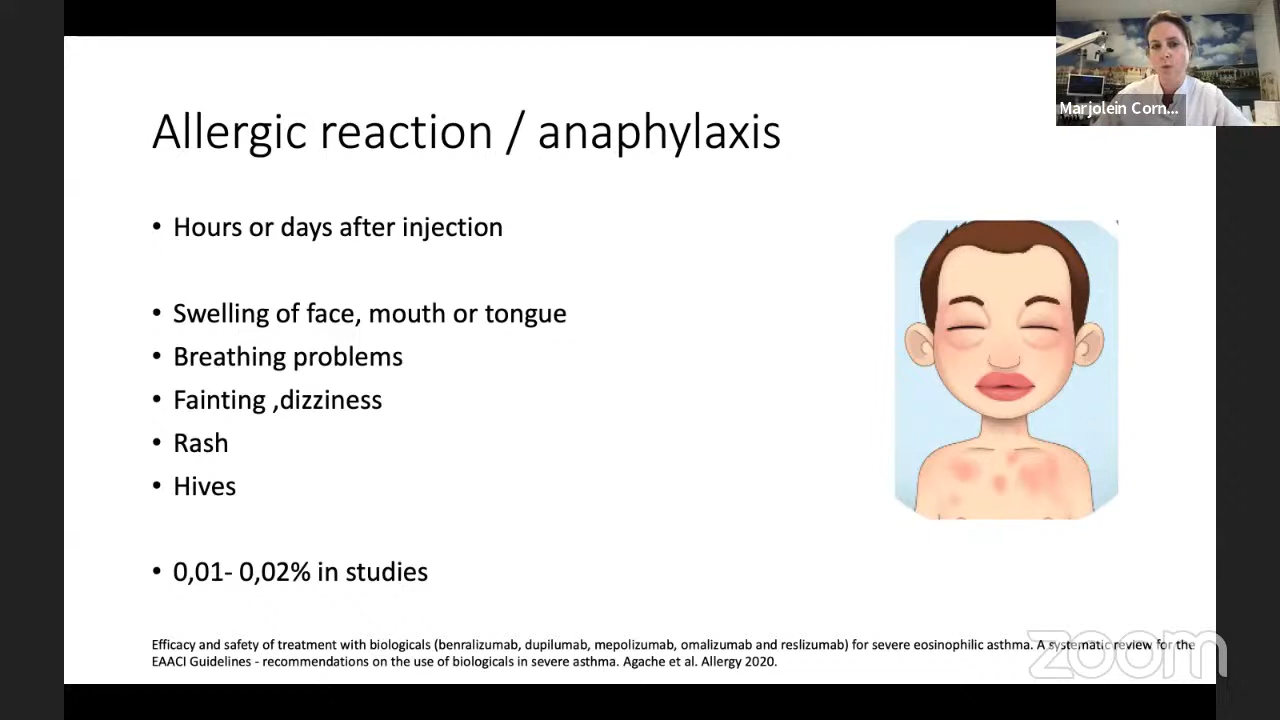 Marjolein Corn...
Allergic reaction / anaphylaxis
• Hours or days after injection
• Swelling of face, mouth or tongue
• Breathing problems
• Fainting ,dizziness
• Rash
• Hives
• 0,01- 0,02% in studies
Efficacy and safety of treatment with biologicals (benralizumab, dupilumab, mepolizumab, omalizumab and reslizumab) for severe eosinophilic asthma. A systematic review for the
EAACI Guidelines - recommendations on the use of biologicals in severe asthma. Agache et al. Allergy 2020.
zoom